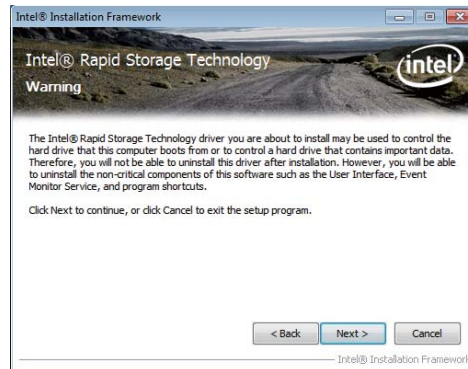 Intel® Installation Framework
Intel® Rapid Storage Technology
Warning
intel
The Intel® Rapid Storage Technology driver you are about to install may be used to control the
hard drive that this computer boots from or to control a hard drive that contains important data.
Therefore, you will not be able to uninstall this driver after installation. However, you will be able
to uninstall the non-critical components of this software such as the User Interface, Event
Monitor Service, and program shortcuts.
Click Next to continue, or click Cancel to exit the setup program.
< Back Next > Cancel
Intel® Installation Framework